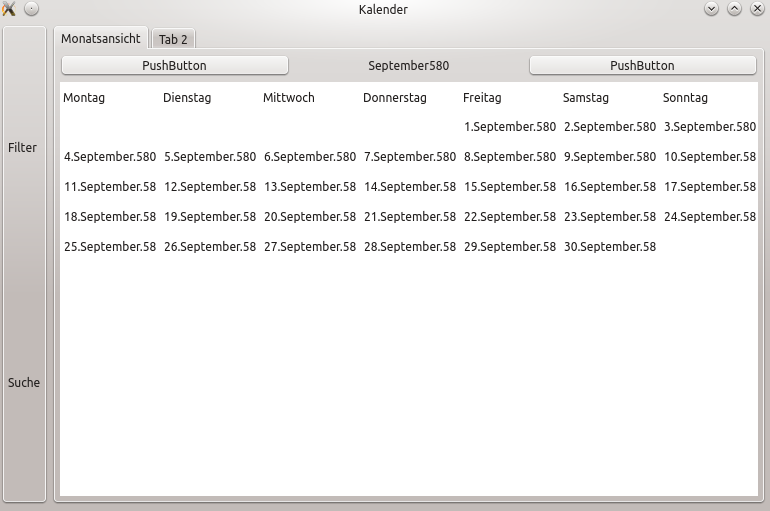 Kalender
Monatsansicht Tab 2
PushButton September580 PushButton
Montag Dienstag Mittwoch Donnerstag Freitag Samstag Sonntag
1.September.580 2.September.580 3.September.580
Filter
4.September.580 5.September.580 6.September.580 7.September.580 8.September.580 9.September.580 10.September.58
11.September.58 12.September.58 13.September.58 14.September.58 15.September.58 16.September.58 17.September.58
18.September.58 19.September.58 20.September.58 21.September.58 22.September.58 23.September.58 24.September.58
25.September.58 26.September.58 27.September.58 28.September.58 29.September.58 30.September.58
Suche